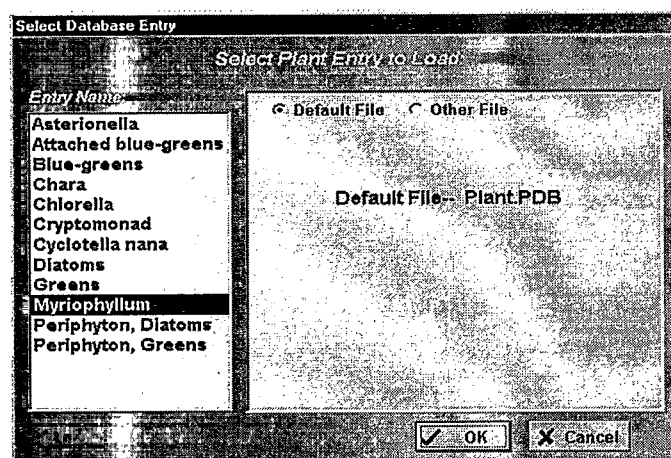 Select Database Entry
Select Plant Entry to Load
Entry Name
Asterionella
Attached blue-greens
Blue-greens
Chara
Chlorella
Cryptomonad
Cyclotella nana
Diatoms
Greens
Myriophyllum
Periphyton, Diatoms
Periphyton, Greens
Default File Other File
Default File-- Plant.PDB
OK Cancel